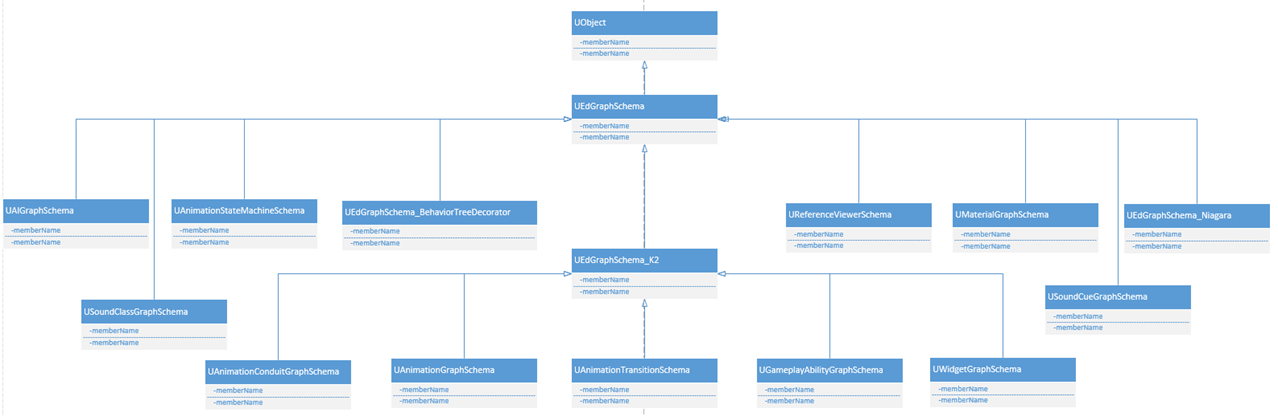 UObject
-memberName
-memberName
UEdGraphSchema
-memberName
-memberName
UAIGraphSchema
-memberName
-memberName
UAnimationStateMachineSchema
-memberName
-memberName
UEdGraphSchema_BehaviorTreeDecorator
-memberName
-memberName
UReferenceViewerSchema
-memberName
-memberName
UMaterialGraphSchema
-memberName
-memberName
UEdGraphSchema_Niagara
-memberName
-memberName
UEdGraphSchema_K2
-memberName
-memberName
USoundClassGraphSchema
-memberName
-memberName
USoundCueGraphSchema
-memberName
-memberName
UAnimationConduitGraphSchema
-memberName
-memberName
UAnimationGraphSchema
-memberName
-memberName
UAnimationTransitionSchema
-memberName
-memberName
UGameplayAbilityGraphSchema
-memberName
-memberName
UWidgetGraphSchema
-memberName
-memberName